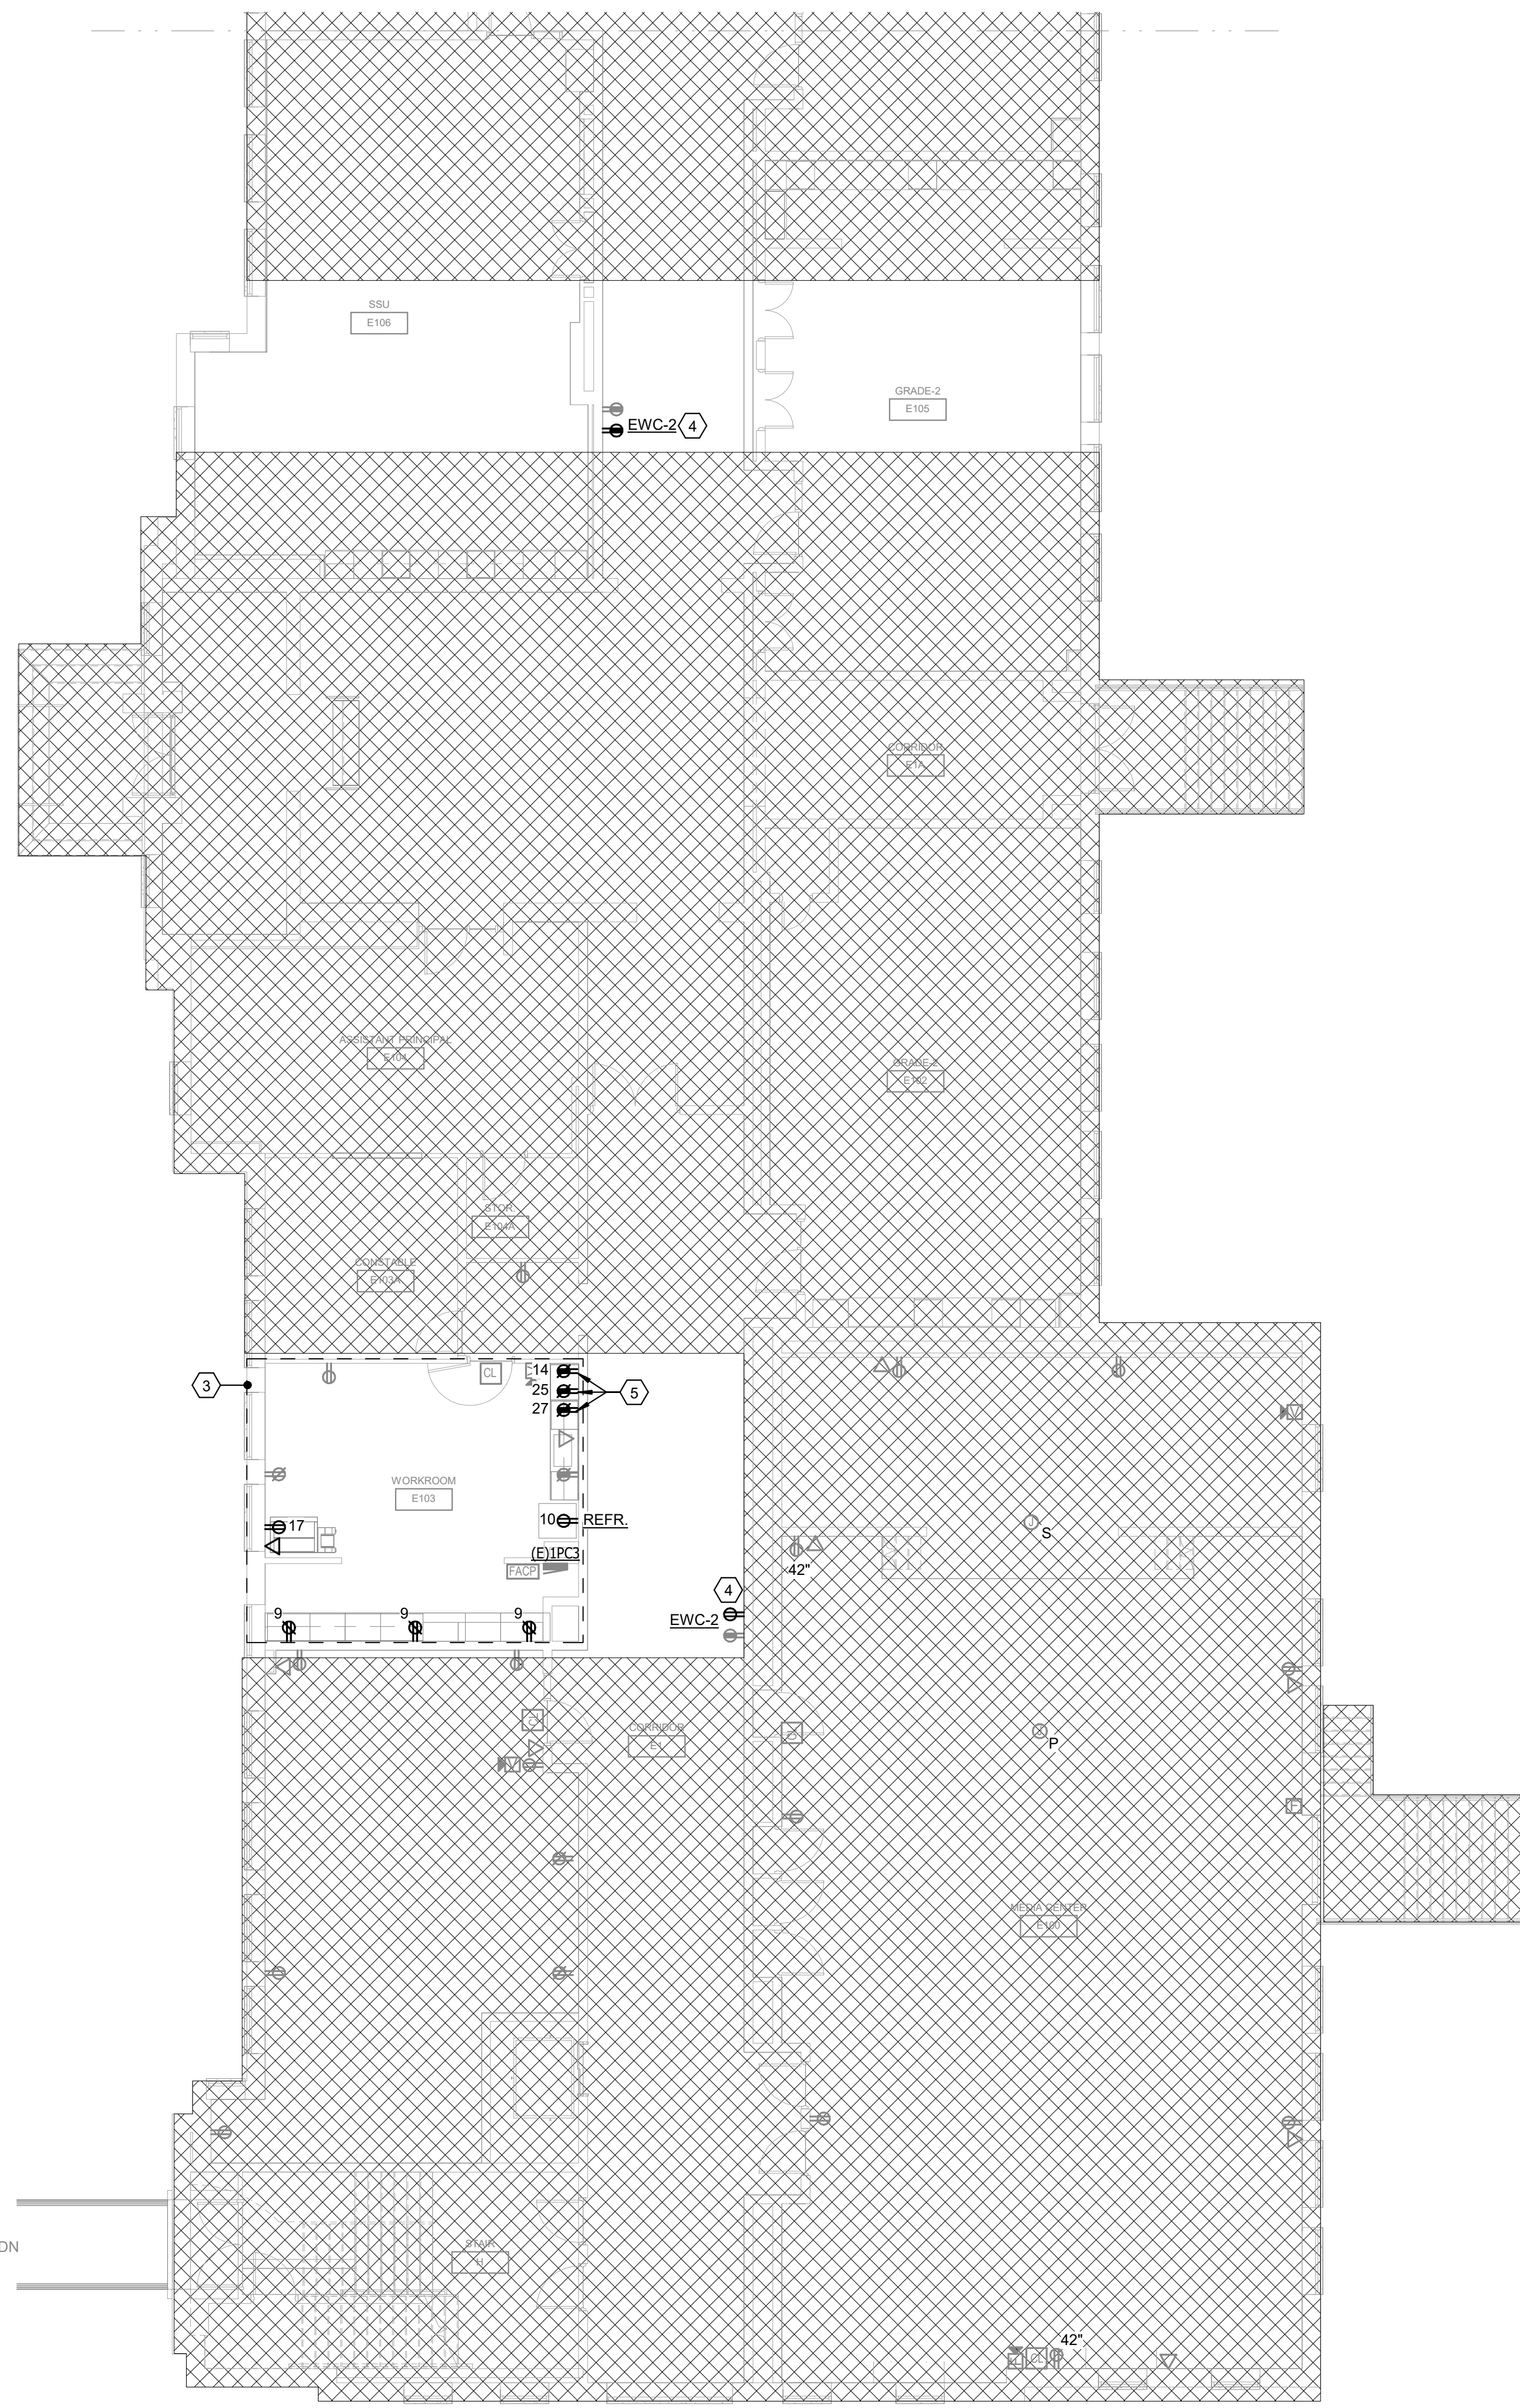 SSU
E106
GRADE-2
E105
EWC-2 4
CORRIDOR
E1A
ASSISTANT PRINCIPAL
E104
GRADE-2
E102
STOR.
E104A
CONSTABLE
E103A
3
CL
14
25
5
27
V
WORKROOM
E103
17
10 REFR.
J S
(E)1PC3
FACP
42"
4
EWC-2
9 9 9
CL
CORRIDOR
E1
V
P
F
MEDIA CENTER
E100
DN
STAIR
H
42"
CL